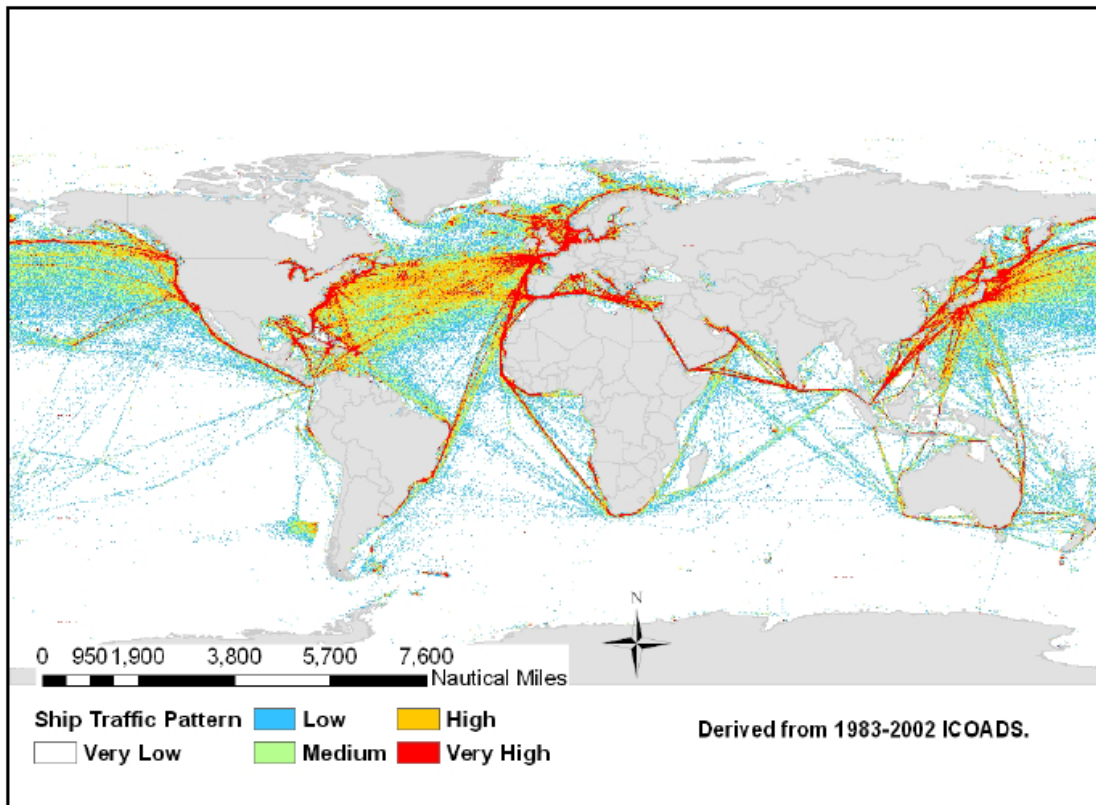 N
0 950 1,900 3,800 5,700 7,600
Nautical Miles
Ship Traffic Pattern Low High
Very Low Medium Very High
Derived from 1983-2002 ICOADS.